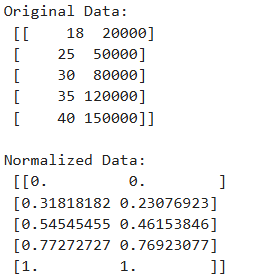 Original Data:
 [[    18  20000]
 [    25  50000]
 [    30  80000]
 [    35 120000]
 [    40 150000]]

Normalized Data:
 [[0.         0.        ]
 [0.31818182 0.23076923]
 [0.54545455 0.46153846]
 [0.77272727 0.76923077]
 [1.         1.        ]]